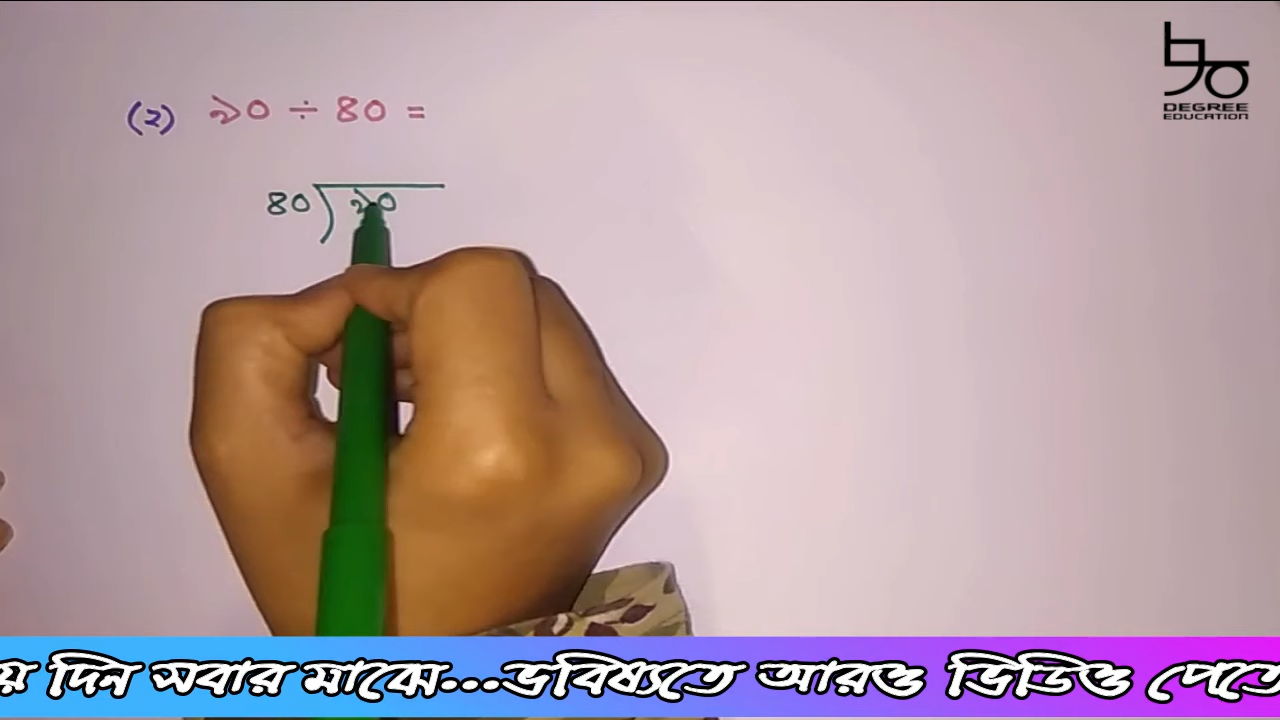 DEGREE
EDUCATION
(২) ৯০ ÷ ৪০ =
৪০ ৯০
য় দিন সবার মাঝে...ভবিষ্যতে আরও ভিডিও পেতে